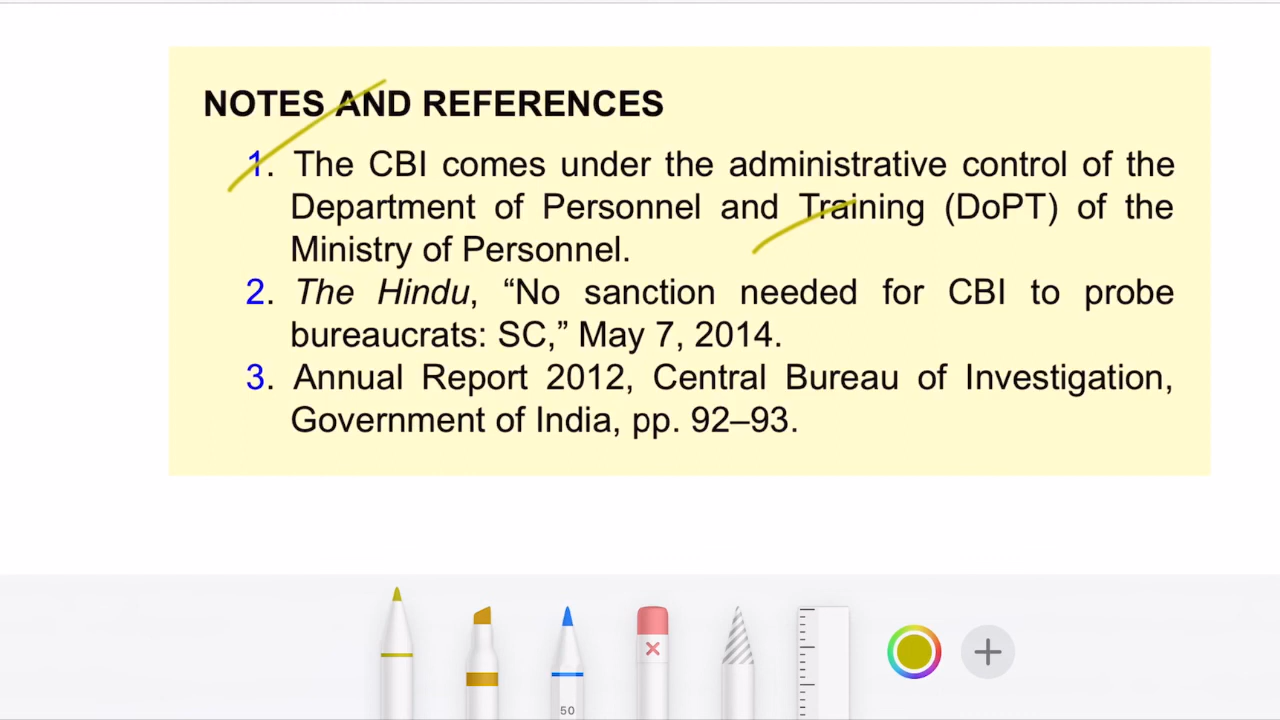 NOTES AND REFERENCES
1. The CBI comes under the administrative control of the
Department of Personnel and Training (DoPT) of the
Ministry of Personnel.
2. The Hindu, “No sanction needed for CBI to probe
bureaucrats: SC,” May 7, 2014.
3. Annual Report 2012, Central Bureau of Investigation,
Government of India, pp. 92–93.
50